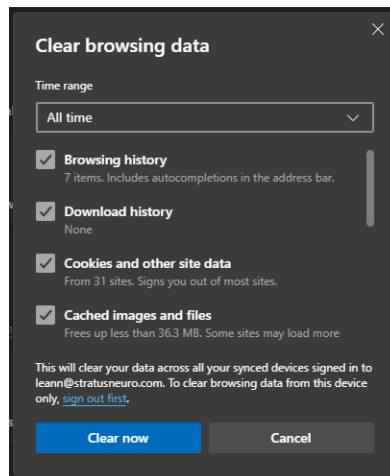 Clear browsing data
Time range
All time
Browsing history
7 items. Includes autocompletions in the address bar.
Download history
None
Cookies and other site data
From 31 sites. Signs you out of most sites.
Cached images and files
Frees up less than 36.3 MB. Some sites may load more
This will clear your data across all your synced devices signed in to
leann@stratusneuro.com. To clear browsing data from this device
only, sign out first.
Clear now
Cancel